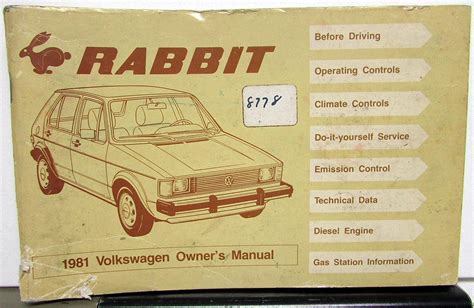 RABBIT
8778
1981 Volkswagen Owner's Manual
Before Driving
Operating Controls
Climate Controls
Do-it-yourself Service
Emission Control
Technical Data
Diesel Engine
Gas Station Information